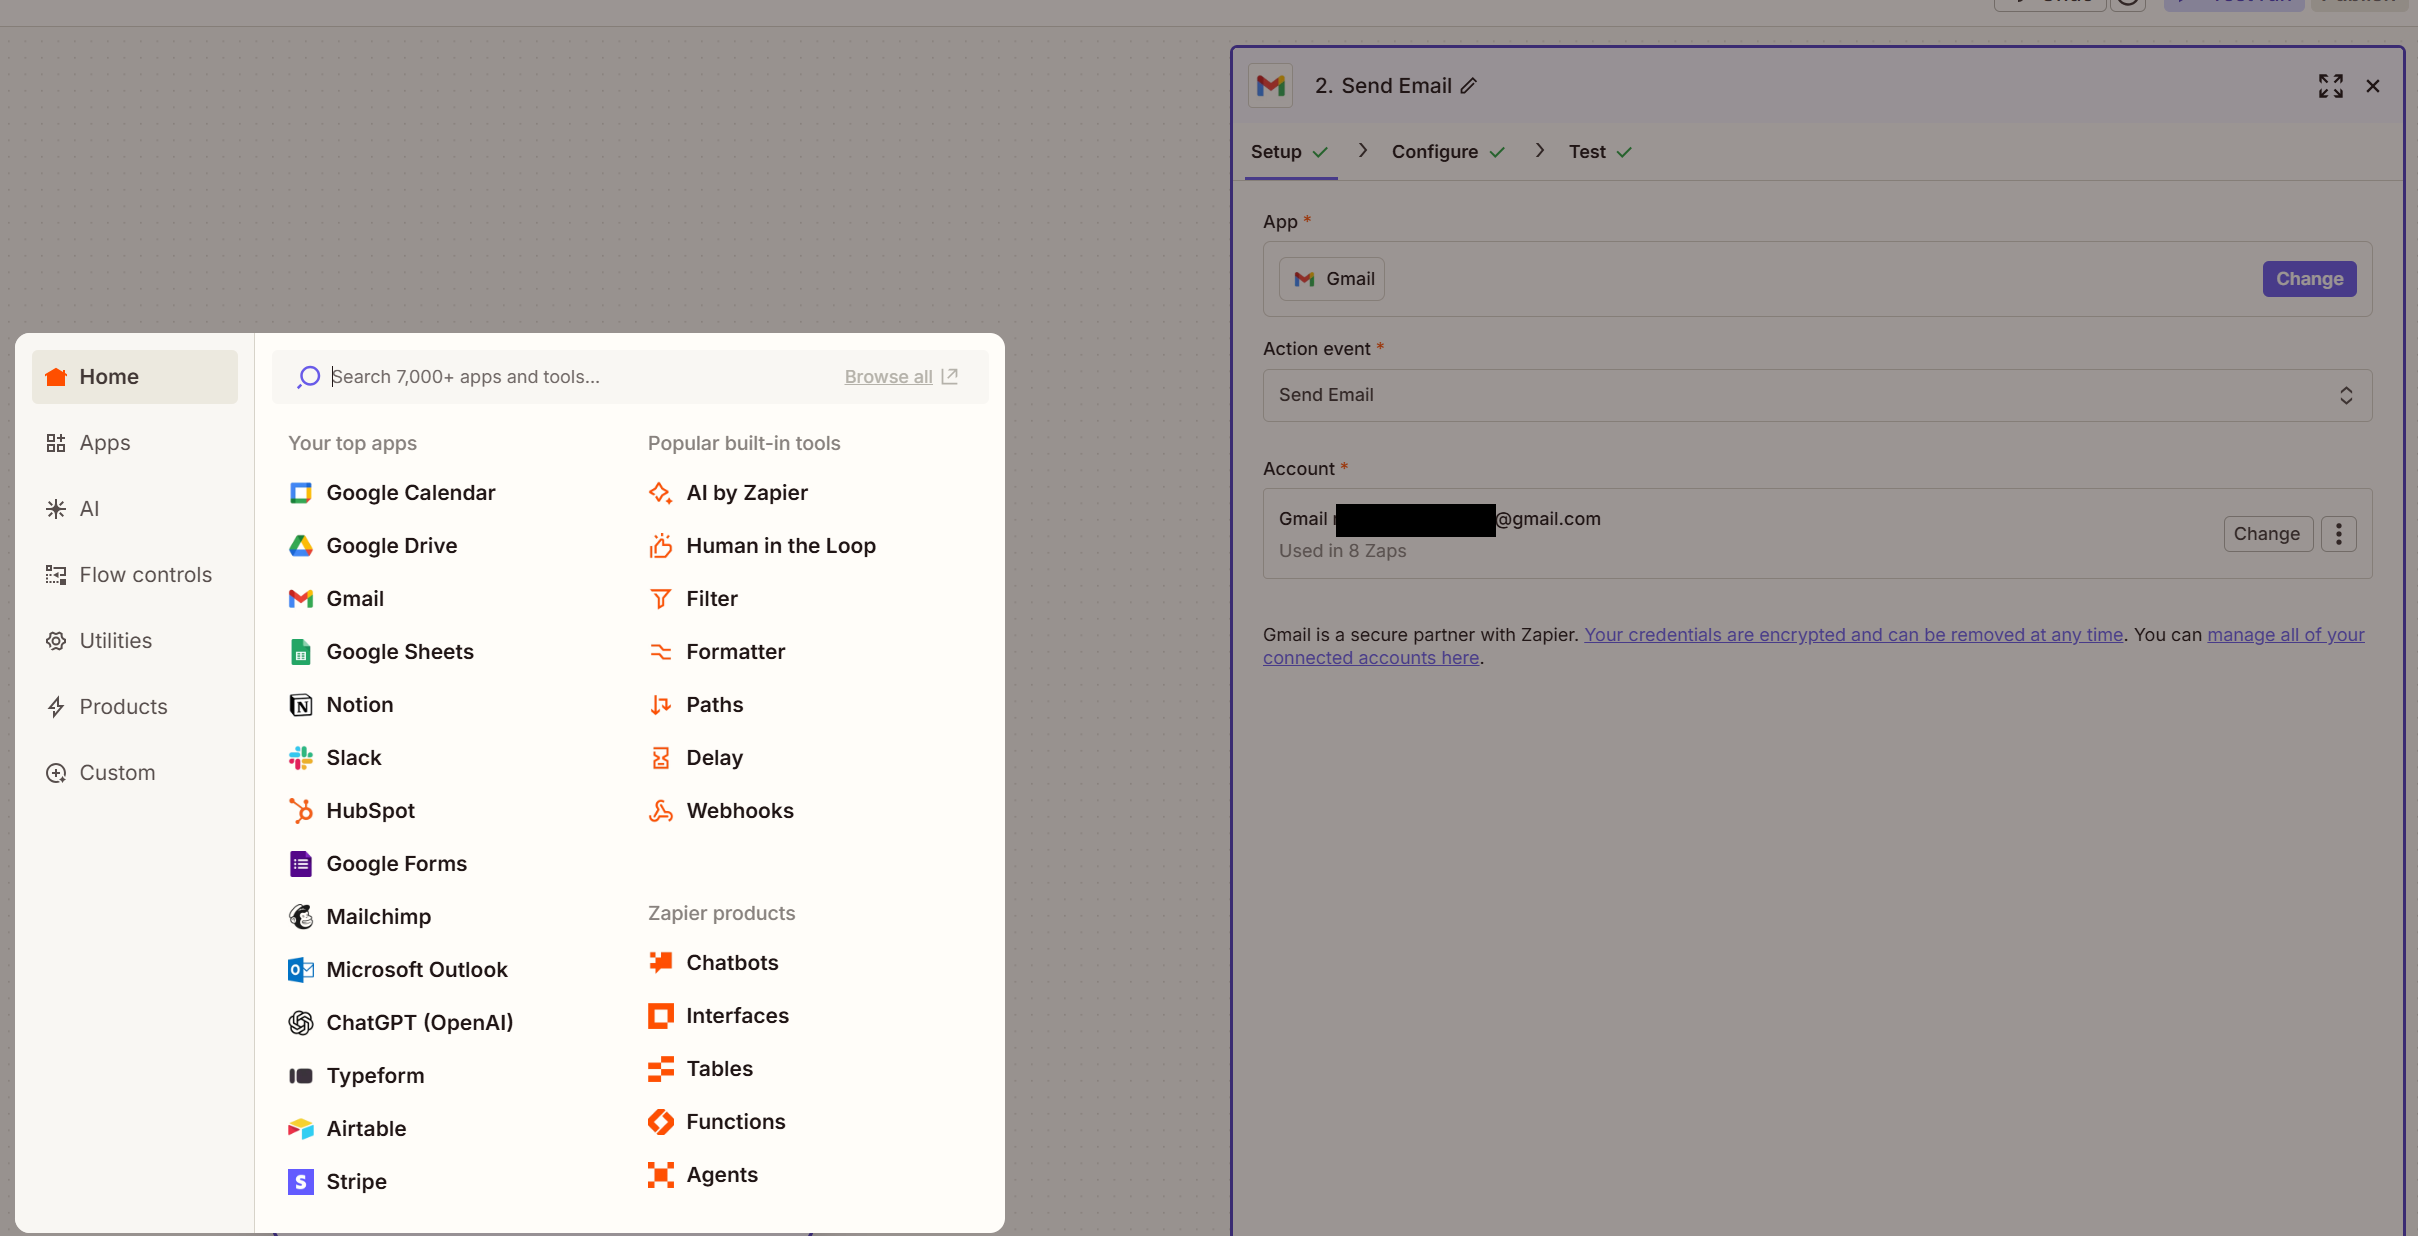 2. Send Email
Setup
Configure
Test
App *
Gmail
Change
Action event *
Send Email
Account *
Gmail
@gmail.com
Used in 8 Zaps
Change
Gmail is a secure partner with Zapier. Your credentials are encrypted and can be removed at any time. You can manage all of your
connected accounts here.
Home
Apps
AI
Flow controls
Utilities
Products
Custom
Search 7,000+ apps and tools...
Browse all
Your top apps
Google Calendar
Google Drive
Gmail
Google Sheets
Notion
Slack
HubSpot
Google Forms
Mailchimp
Microsoft Outlook
ChatGPT (OpenAI)
Typeform
Airtable
Stripe
Popular built-in tools
AI by Zapier
Human in the Loop
Filter
Formatter
Paths
Delay
Webhooks
Zapier products
Chatbots
Interfaces
Tables
Functions
Agents